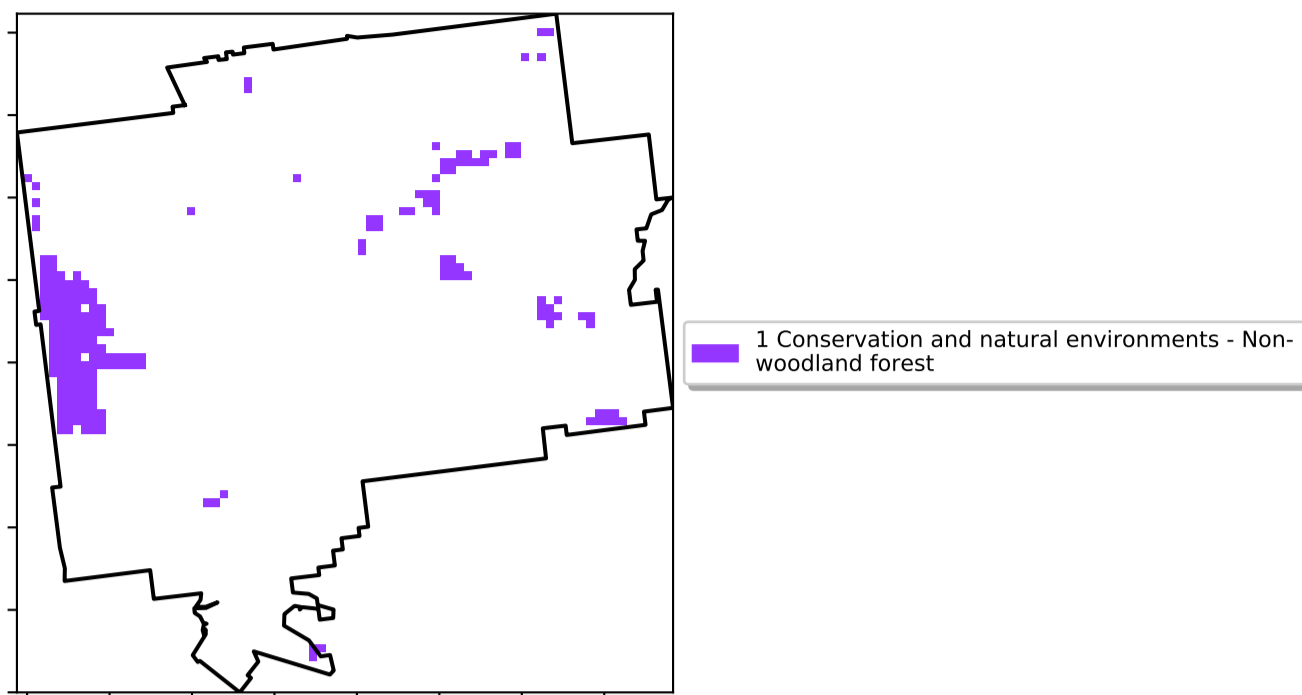 1 Conservation and natural environments - Non-
woodland forest